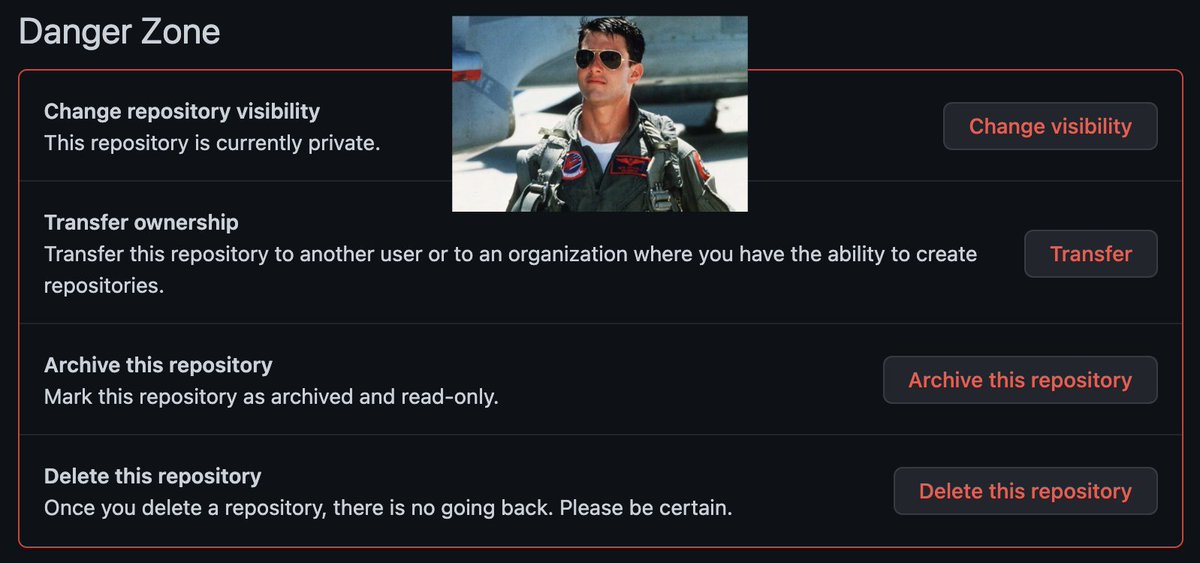 Danger Zone
Change repository visibility
This repository is currently private.
Change visibility
Transfer ownership
Transfer this repository to another user or to an organization where you have the ability to create
repositories.
Transfer
Archive this repository
Mark this repository as archived and read-only.
Archive this repository
Delete this repository
Once you delete a repository, there is no going back. Please be certain.
Delete this repository